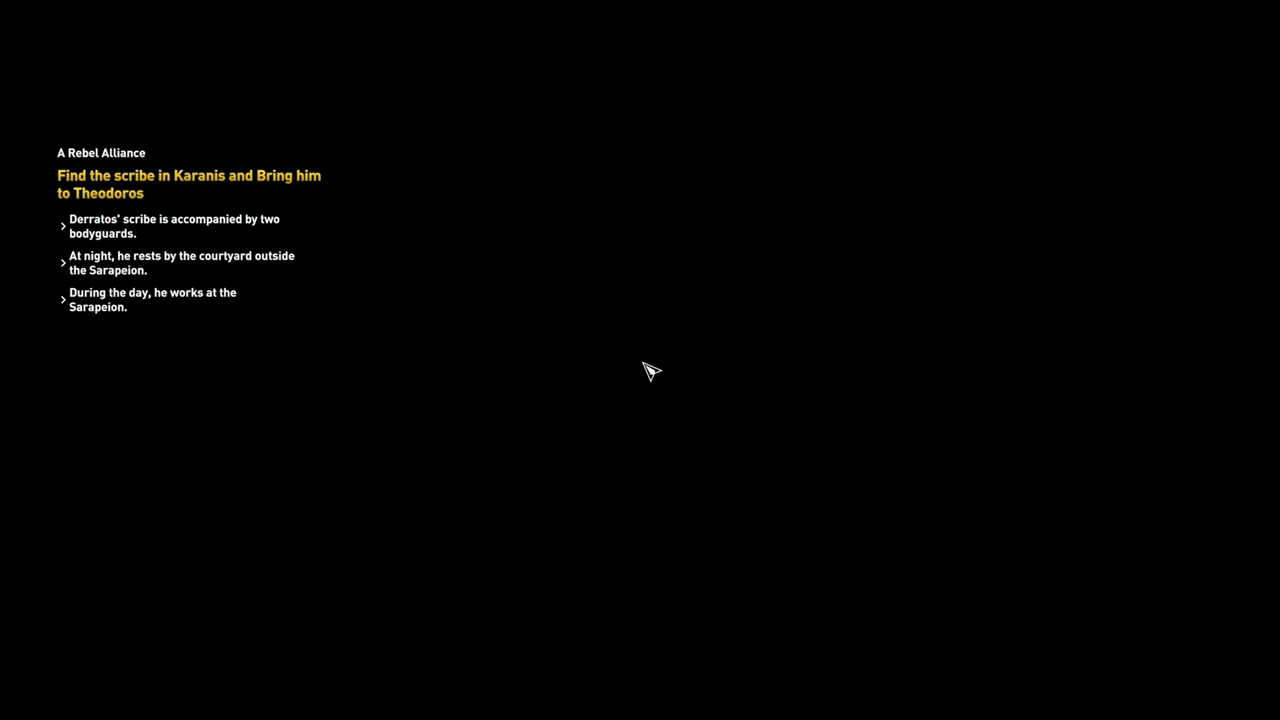 A Rebel Alliance
Find the scribe in Karanis and Bring him
to Theodoros
Derratos' scribe is accompanied by two
bodyguards.
At night, he rests by the courtyard outside
the Sarapeion.
During the day, he works at the
Sarapeion.